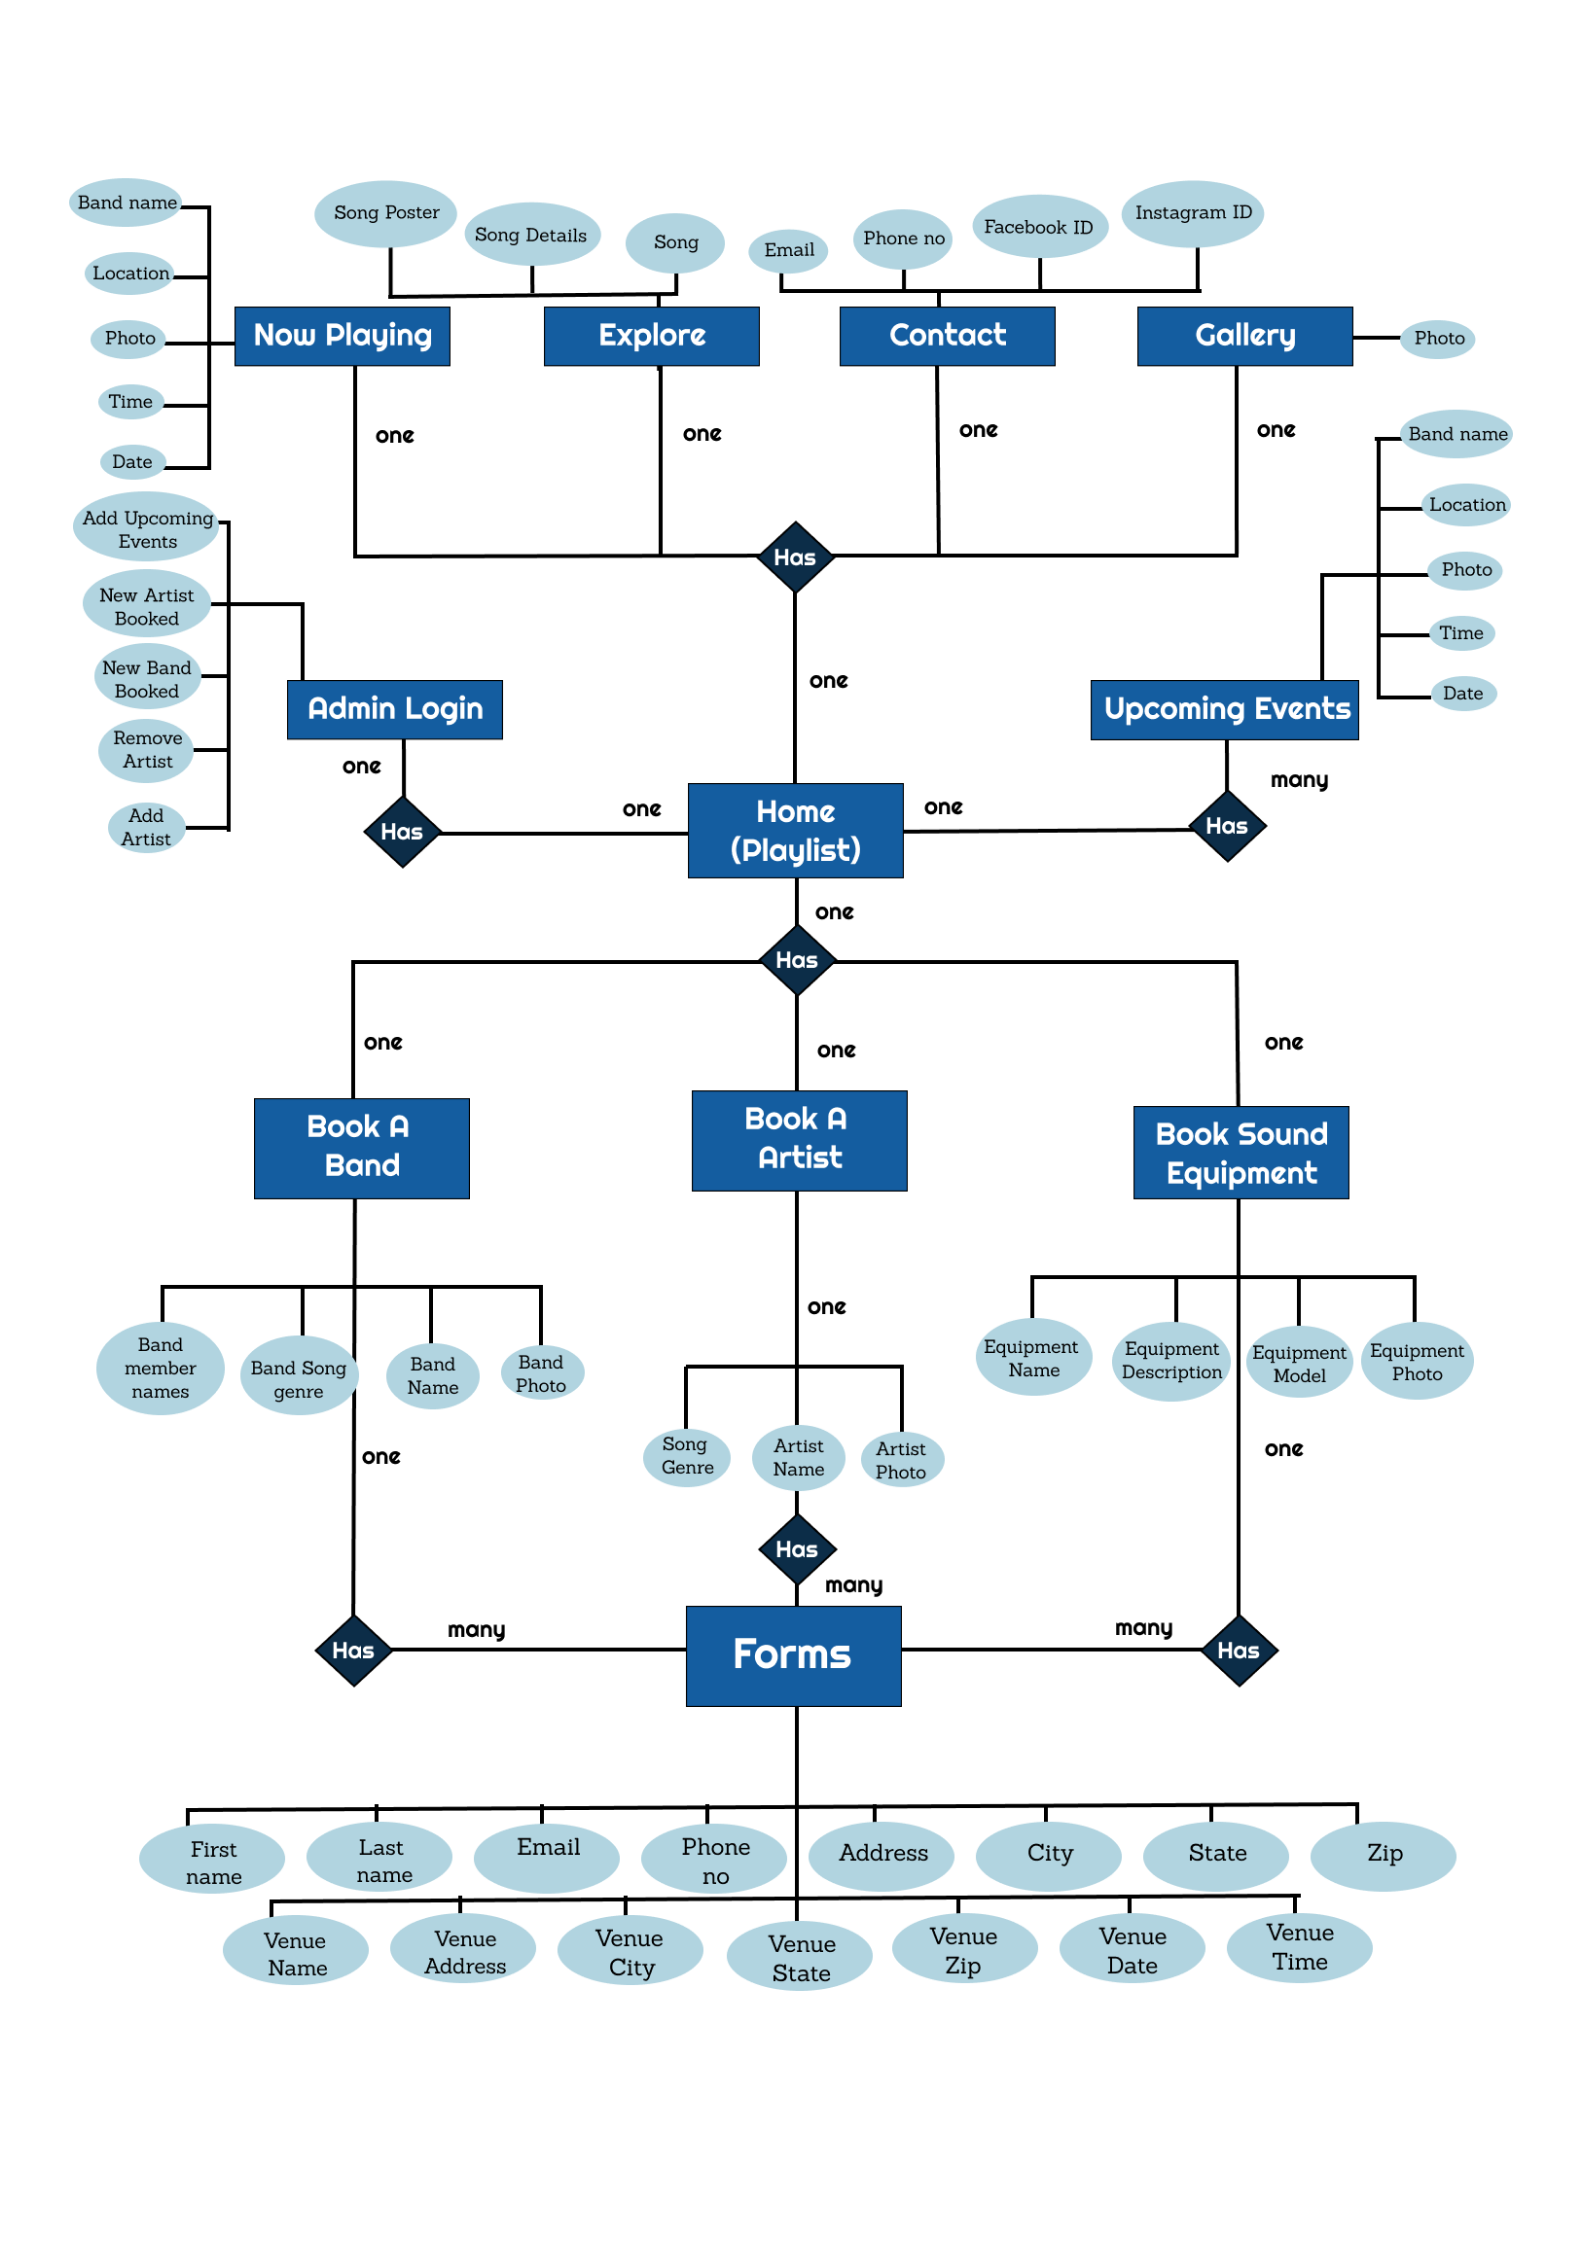 Band name
Location
Photo
Time
Date
Song Poster
Song Details
Song
Email
Phone no
Facebook ID
Instagram ID
Now Playing
Explore
Contact
Gallery
Photo
one
one
one
one
Band name
Location
Photo
Time
Date
Has
Add Upcoming
Events
New Artist
Booked
New Band
Booked
Remove
Artist
Add
Artist
Admin Login
one
Upcoming Events
many
one
Has
one
Home
(Playlist)
one
Has
one
Has
one
one
one
Book A
Band
Book A
Artist
Book Sound
Equipment
Band
member
names
Band Song
genre
Band
Name
Band
Photo
one
Equipment
Name
Equipment
Description
Equipment
Model
Equipment
Photo
one
Song
Genre
Artist
Name
Artist
Photo
one
Has
many
Has
many
Forms
many
Has
First
name
Last
name
Email
Phone
no
Address
City
State
Zip
Venue
Name
Venue
Address
Venue
City
Venue
State
Venue
Zip
Venue
Date
Venue
Time